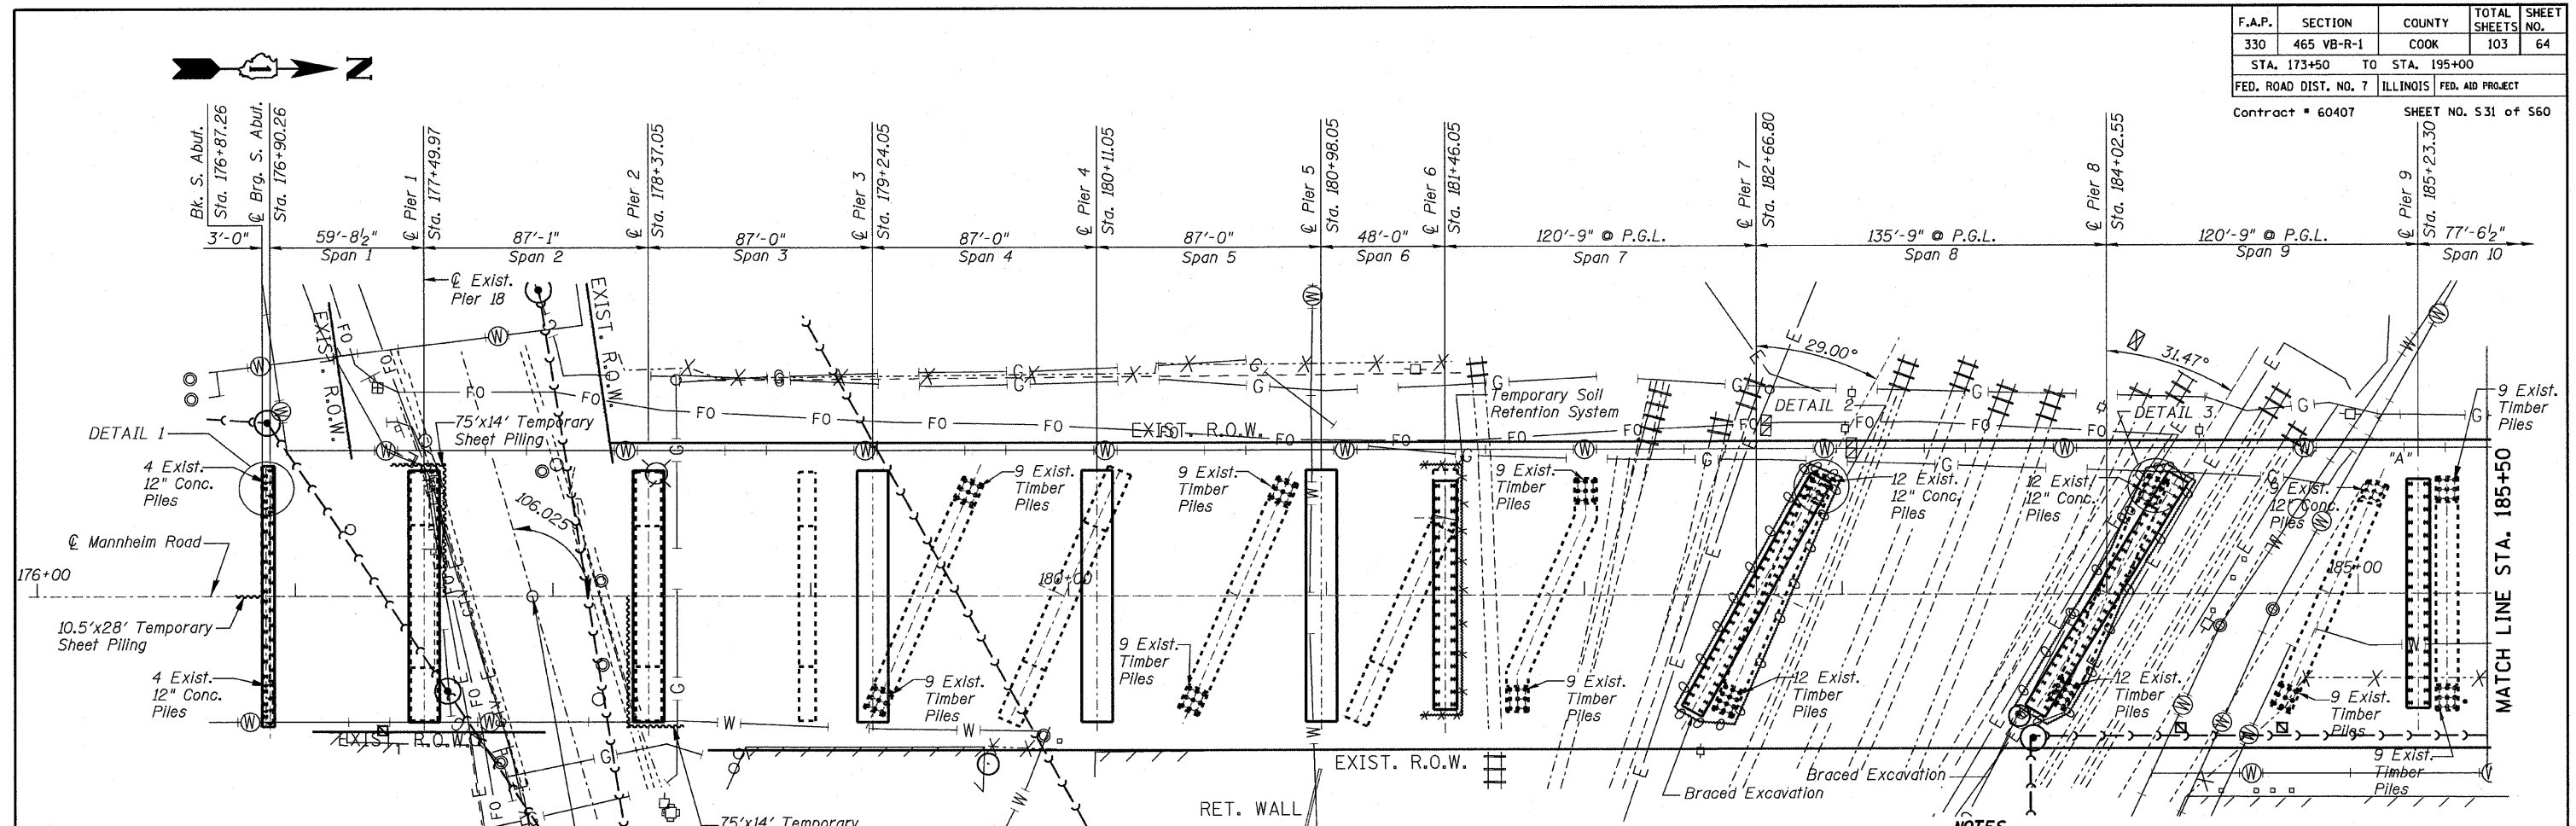 F.A.P. SECTION COUNTY TOTAL SHEETS SHEET NO.
330 465 VB-R-1 COOK 103 64
STA. 173+50 TO STA. 195+00
FED. ROAD DIST. NO. 7 ILLINOIS FED. AID PROJECT
Contract # 60407 SHEET NO. S31 of S60
N
Bk. S. Abut.
Sta. 176+87.26
℄ Brg. S. Abut.
Sta. 176+90.26
℄ Pier 1
Sta. 177+49.97
℄ Pier 2
Sta. 178+37.05
℄ Pier 3
Sta. 179+24.05
℄ Pier 4
Sta. 180+11.05
℄ Pier 5
Sta. 180+98.05
℄ Pier 6
Sta. 181+46.05
℄ Pier 7
Sta. 182+66.80
℄ Pier 8
Sta. 184+02.55
℄ Pier 9
Sta. 185+23.30
3'-0" 59'-8½" 87'-1" 87'-0" 87'-0" 87'-0" 48'-0" 120'-9" @ P.G.L. 135'-9" @ P.G.L. 120'-9" @ P.G.L. 77'-6½"
Span 1 Span 2 Span 3 Span 4 Span 5 Span 6 Span 7 Span 8 Span 9 Span 10
℄ Exist.
Pier 18
EXIST. R.O.W.
EXIST. R.O.W.
29.00°
31.47°
Temporary Soil
Retention System
DETAIL 1
DETAIL 2
DETAIL 3
75'x14' Temporary
Sheet Piling
EXIST. R.O.W.
9 Exist.
Timber
Piles
"A"
4 Exist.
12" Conc.
Piles
106.025°
9 Exist.
Timber
Piles
9 Exist.
Timber
Piles
9 Exist.
Timber
Piles
12 Exist.
12" Conc.
Piles
12 Exist.
12" Conc.
Piles
9 Exist.
12" Conc.
Piles
MATCH LINE STA. 185+50
℄ Mannheim Road
176+00
180+00
185+00
10.5'x28' Temporary
Sheet Piling
4 Exist.
12" Conc.
Piles
9 Exist.
Timber
Piles
9 Exist.
Timber
Piles
9 Exist.
Timber
Piles
12 Exist.
Timber
Piles
12 Exist.
Timber
Piles
9 Exist.
Timber
Piles
9 Exist.
Timber
Piles
EXIST. R.O.W.
EXIST. R.O.W.
Braced Excavation
Braced Excavation
RET. WALL
75'x14' Temporary
NOTES